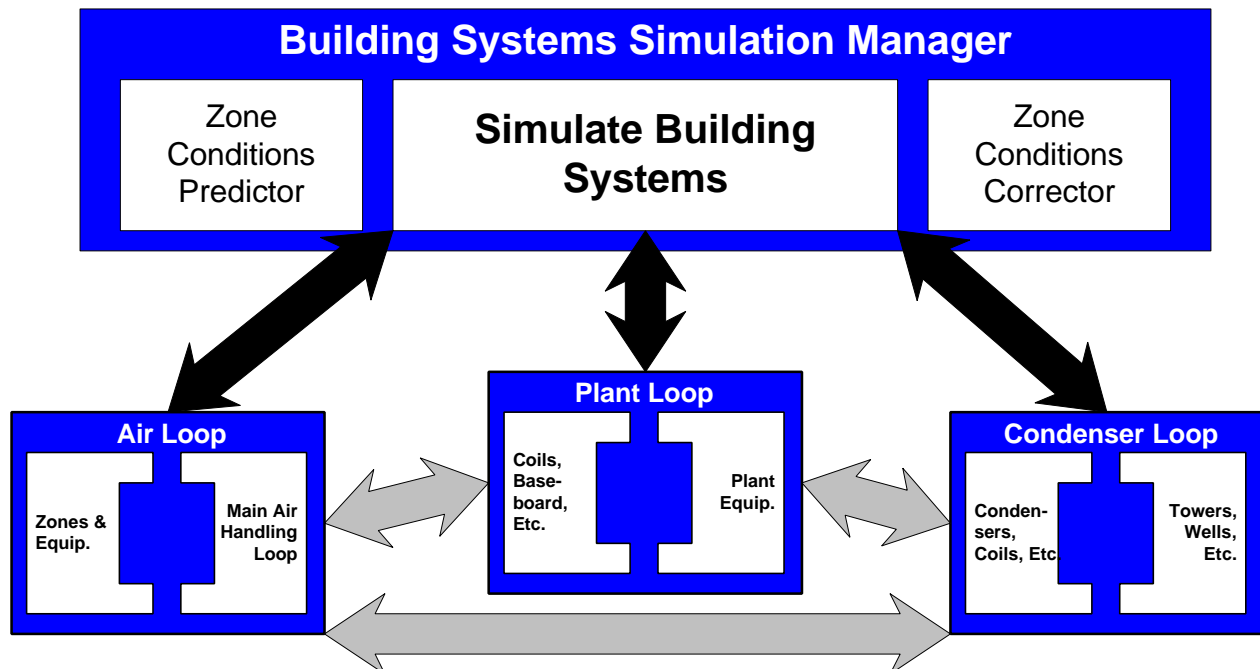 Building Systems Simulation Manager
Zone
Conditions
Predictor
Simulate Building
Systems
Zone
Conditions
Corrector
Air Loop
Zones &
Equip.
Main Air
Handling
Loop
Plant Loop
Coils,
Base-
board,
Etc.
Plant
Equip.
Condenser Loop
Conden-
sers,
Coils, Etc
Towers,
Wells,
Etc.